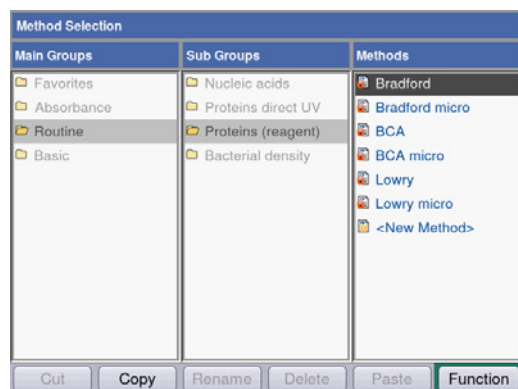 Method Selection
Main Groups
Sub Groups
Methods
Favorites
Absorbance
Routine
Basic
Nucleic acids
Proteins direct UV
Proteins (reagent)
Bacterial density
Bradford
Bradford micro
BCA
BCA micro
Lowry
Lowry micro
<New Method>
Cut
Copy
Rename
Delete
Paste
Function